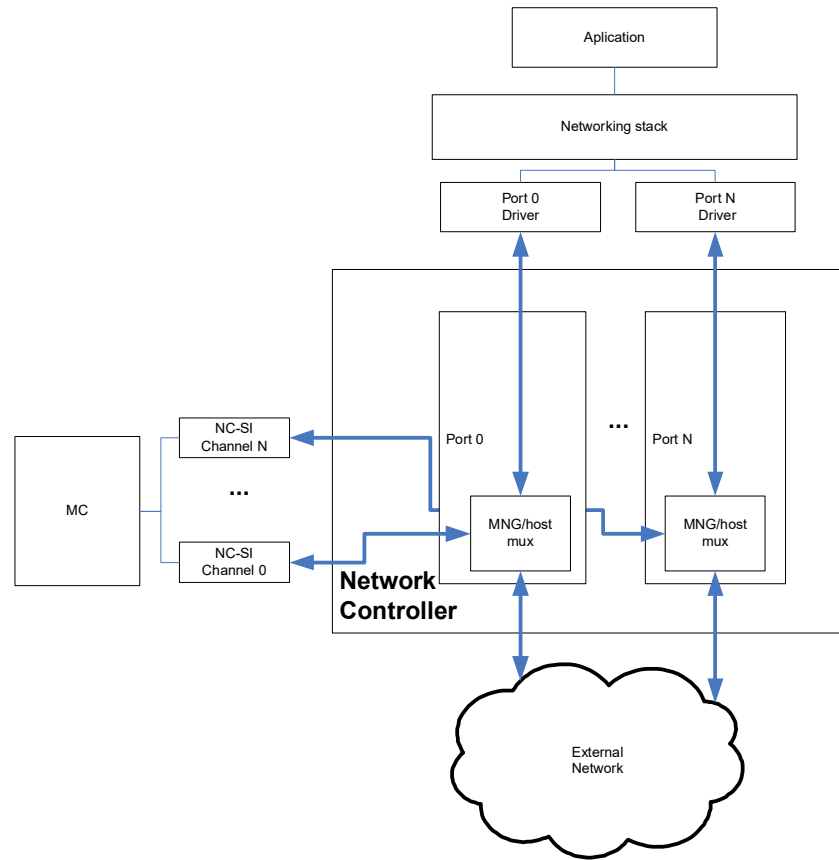 Aplication
Networking stack
Port 0
Driver
Port N
Driver
NC-SI
Channel N
...
Port 0
...
Port N
MC
...
MNG/host
mux
MNG/host
mux
NC-SI
Channel 0
Network
Controller
External
Network